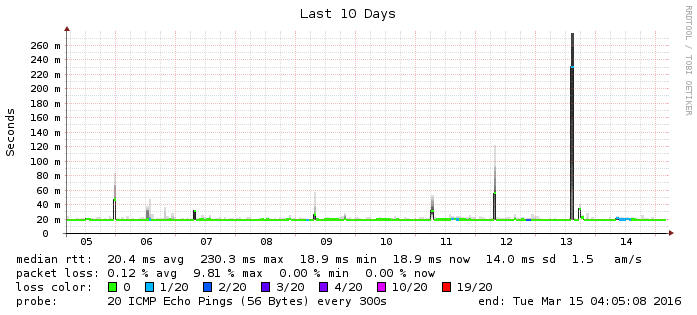 Last 10 Days
RRDTOOL / TOBI OETIKER
Seconds
260 m
240 m
220 m
200 m
180 m
160 m
140 m
120 m
100 m
80 m
60 m
40 m
20 m
0
05 06 07 08 09 10 11 12 13 14
median rtt: 20.4 ms avg 230.3 ms max 18.9 ms min 18.9 ms now 14.0 ms sd 1.5 am/s
packet loss: 0.12 % avg 9.81 % max 0.00 % min 0.00 % now
loss color: 0 1/20 2/20 3/20 4/20 10/20 19/20
probe: 20 ICMP Echo Pings (56 Bytes) every 300s end: Tue Mar 15 04:05:08 2016